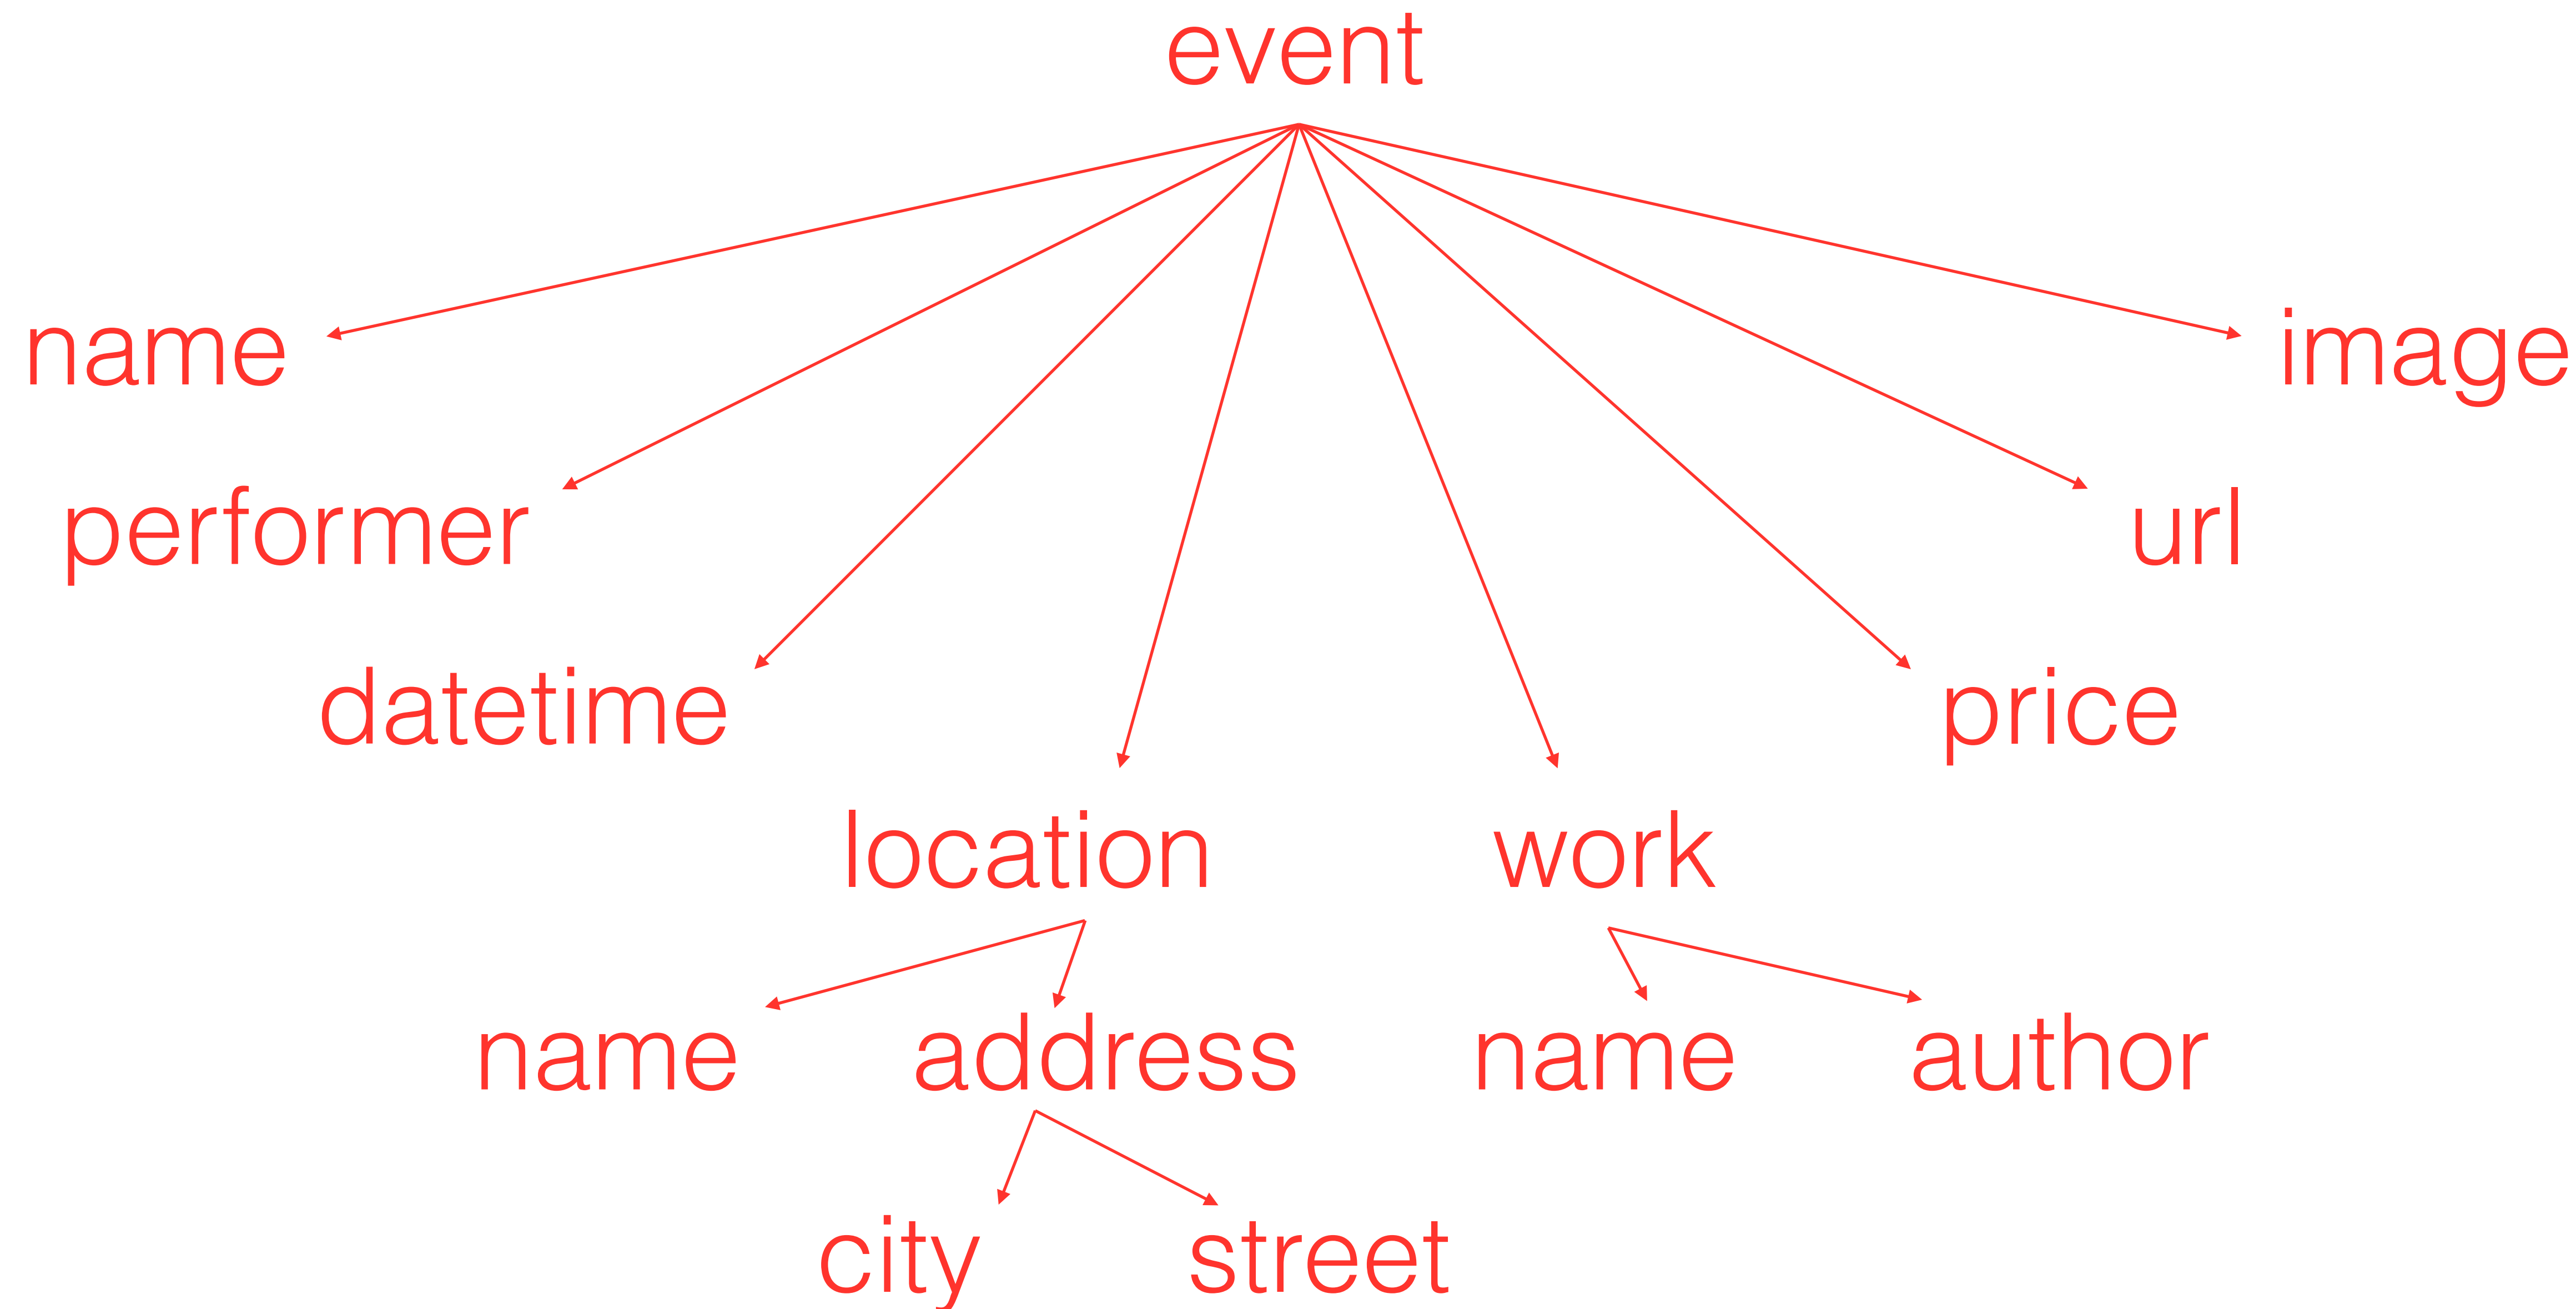 event
name
image
performer
url
datetime
price
location
work
name
address
name
author
city
street